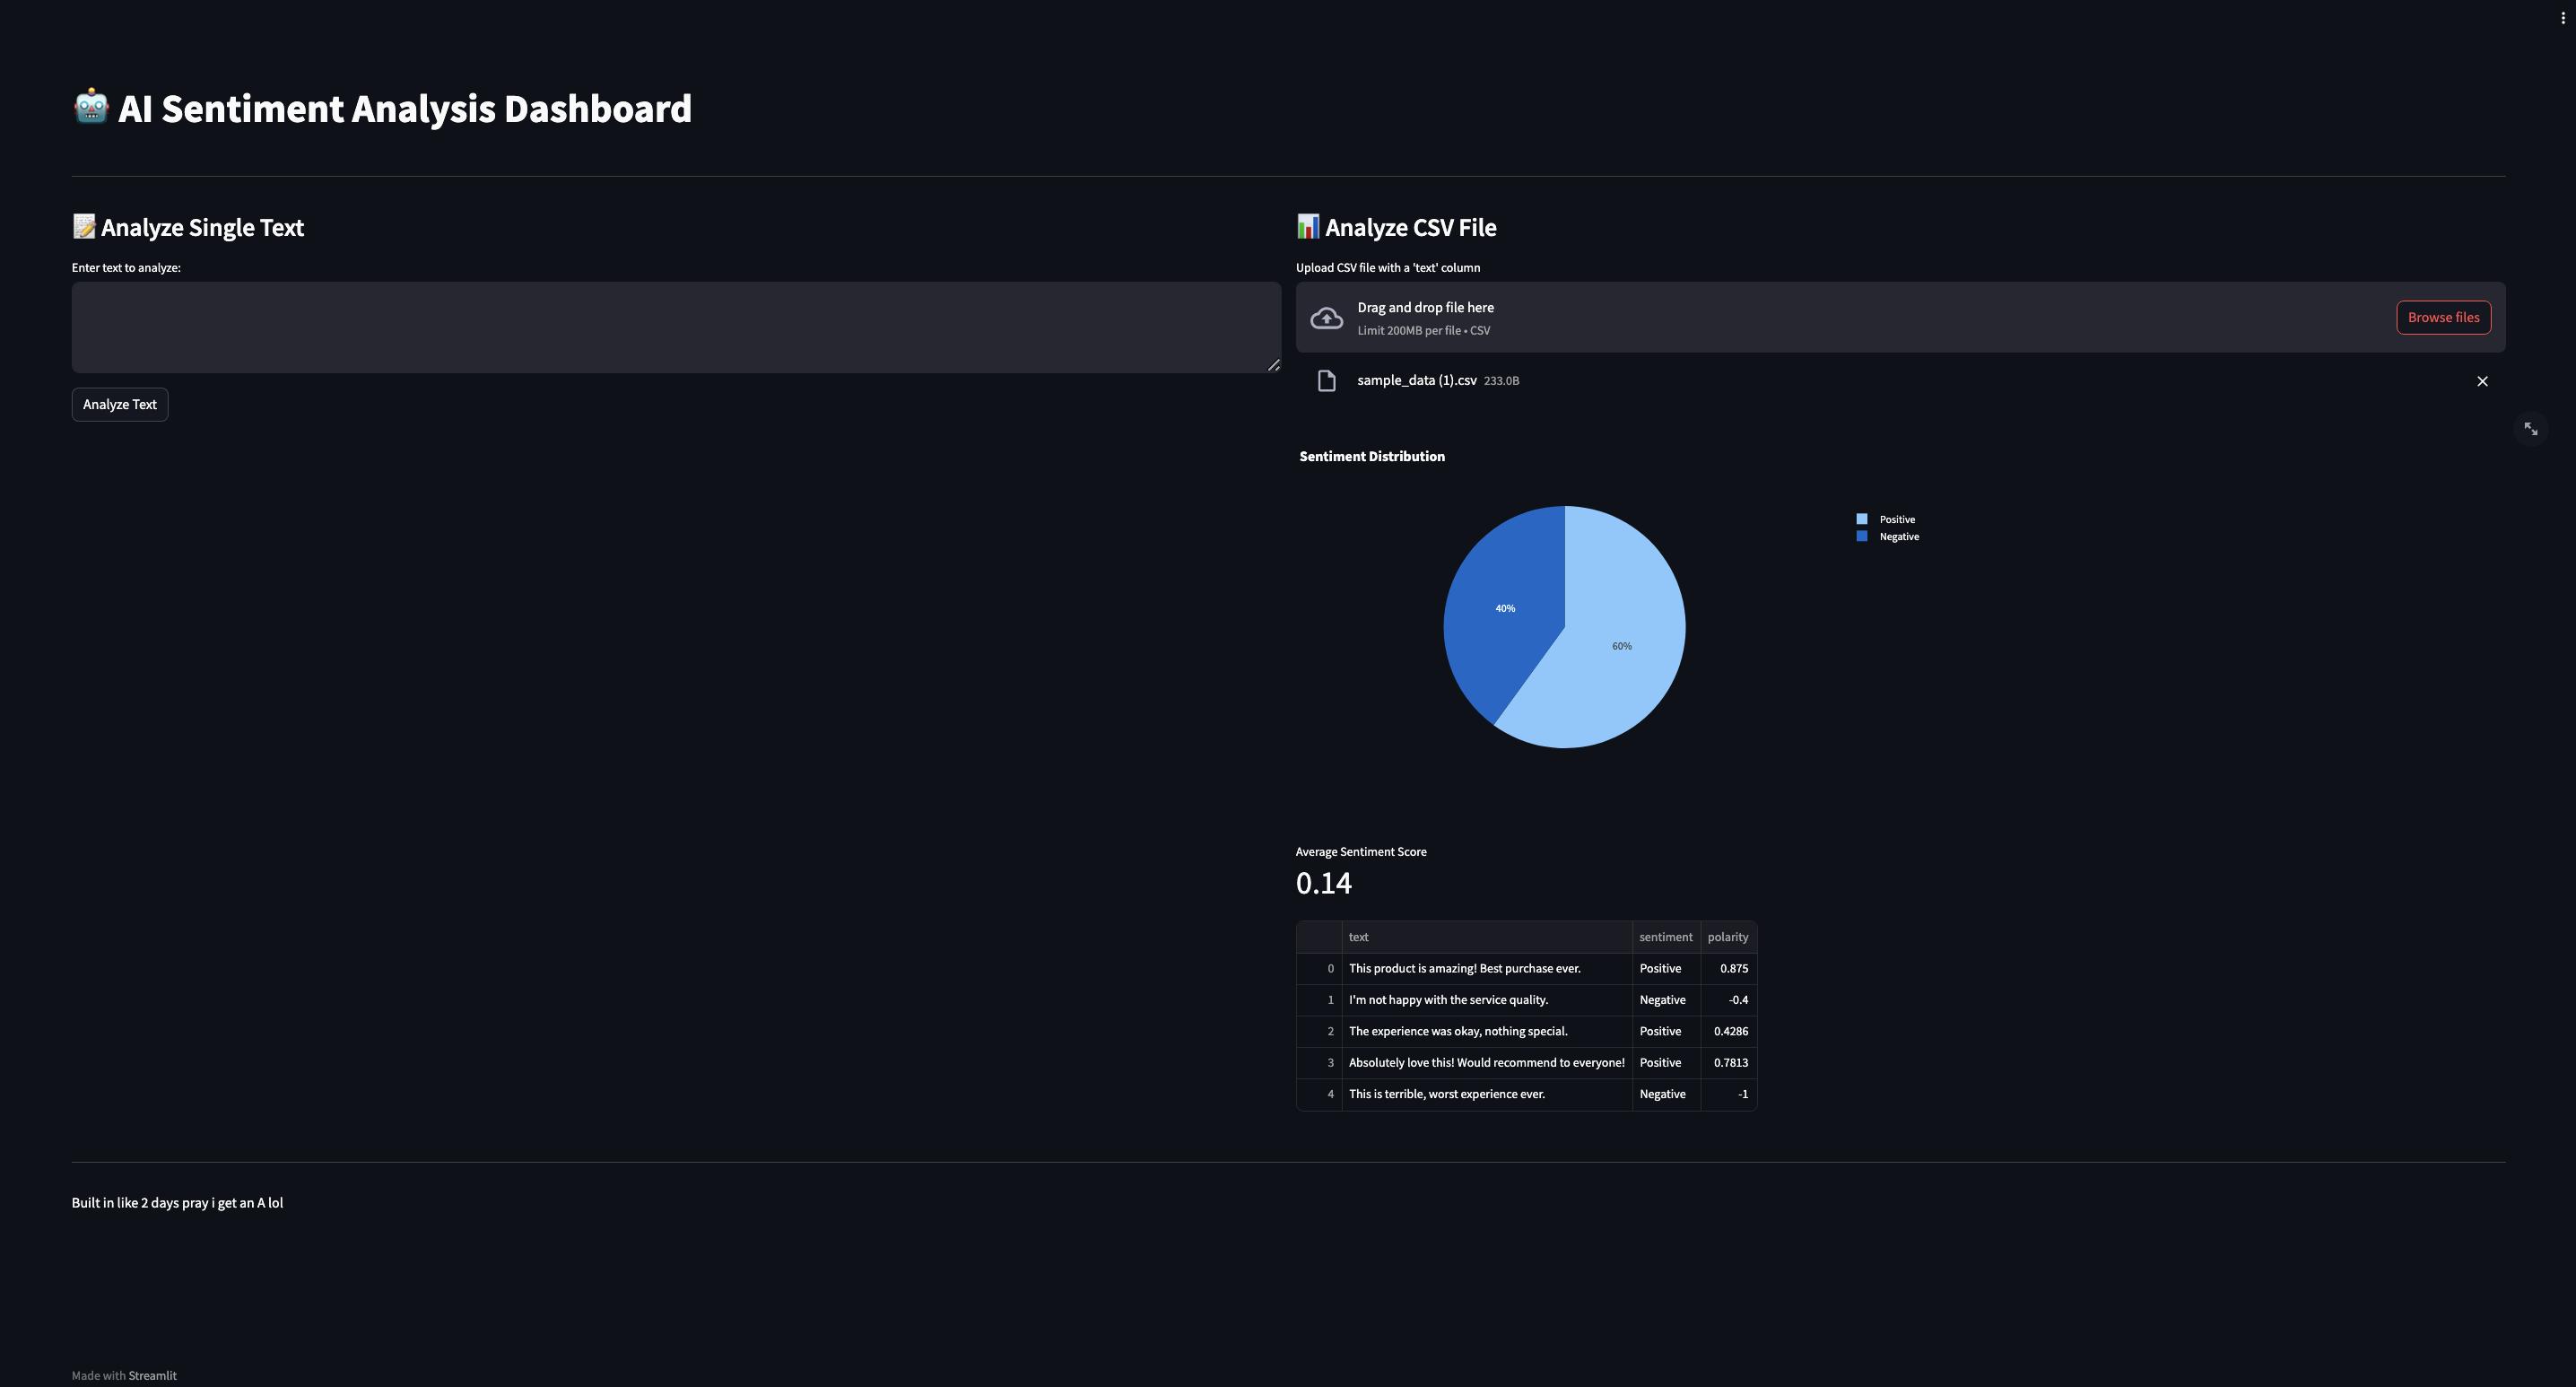 🤖 AI Sentiment Analysis Dashboard
📝 Analyze Single Text
Enter text to analyze:
Analyze Text
📊 Analyze CSV File
Upload CSV file with a 'text' column
Drag and drop file here
Limit 200MB per file • CSV
Browse files
sample_data (1).csv 233.0B
Sentiment Distribution
Positive
Negative
40%
60%
Average Sentiment Score
0.14
text sentiment polarity
0 This product is amazing! Best purchase ever. Positive 0.875
1 I'm not happy with the service quality. Negative -0.4
2 The experience was okay, nothing special. Positive 0.4286
3 Absolutely love this! Would recommend to everyone! Positive 0.7813
4 This is terrible, worst experience ever. Negative -1
Built in like 2 days pray i get an A lol
Made with Streamlit